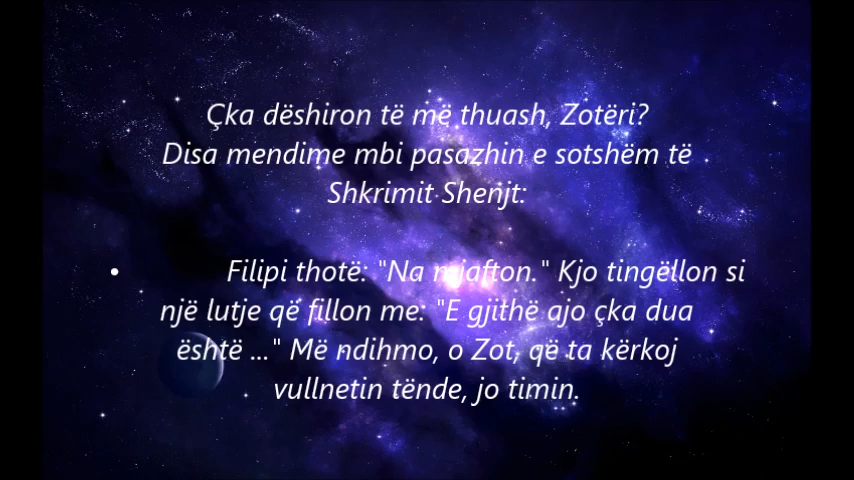 Çka dëshiron të më thuash, Zotëri?
Disa mendime mbi pasazhin e sotshëm të
Shkrimit Shenjt:
• Filipi thotë: "Na mjafton." Kjo tingëllon si
një lutje që fillon me: "E gjithë ajo çka dua
është ..." Më ndihmo, o Zot, që ta kërkoj
vullnetin tënde, jo timin.